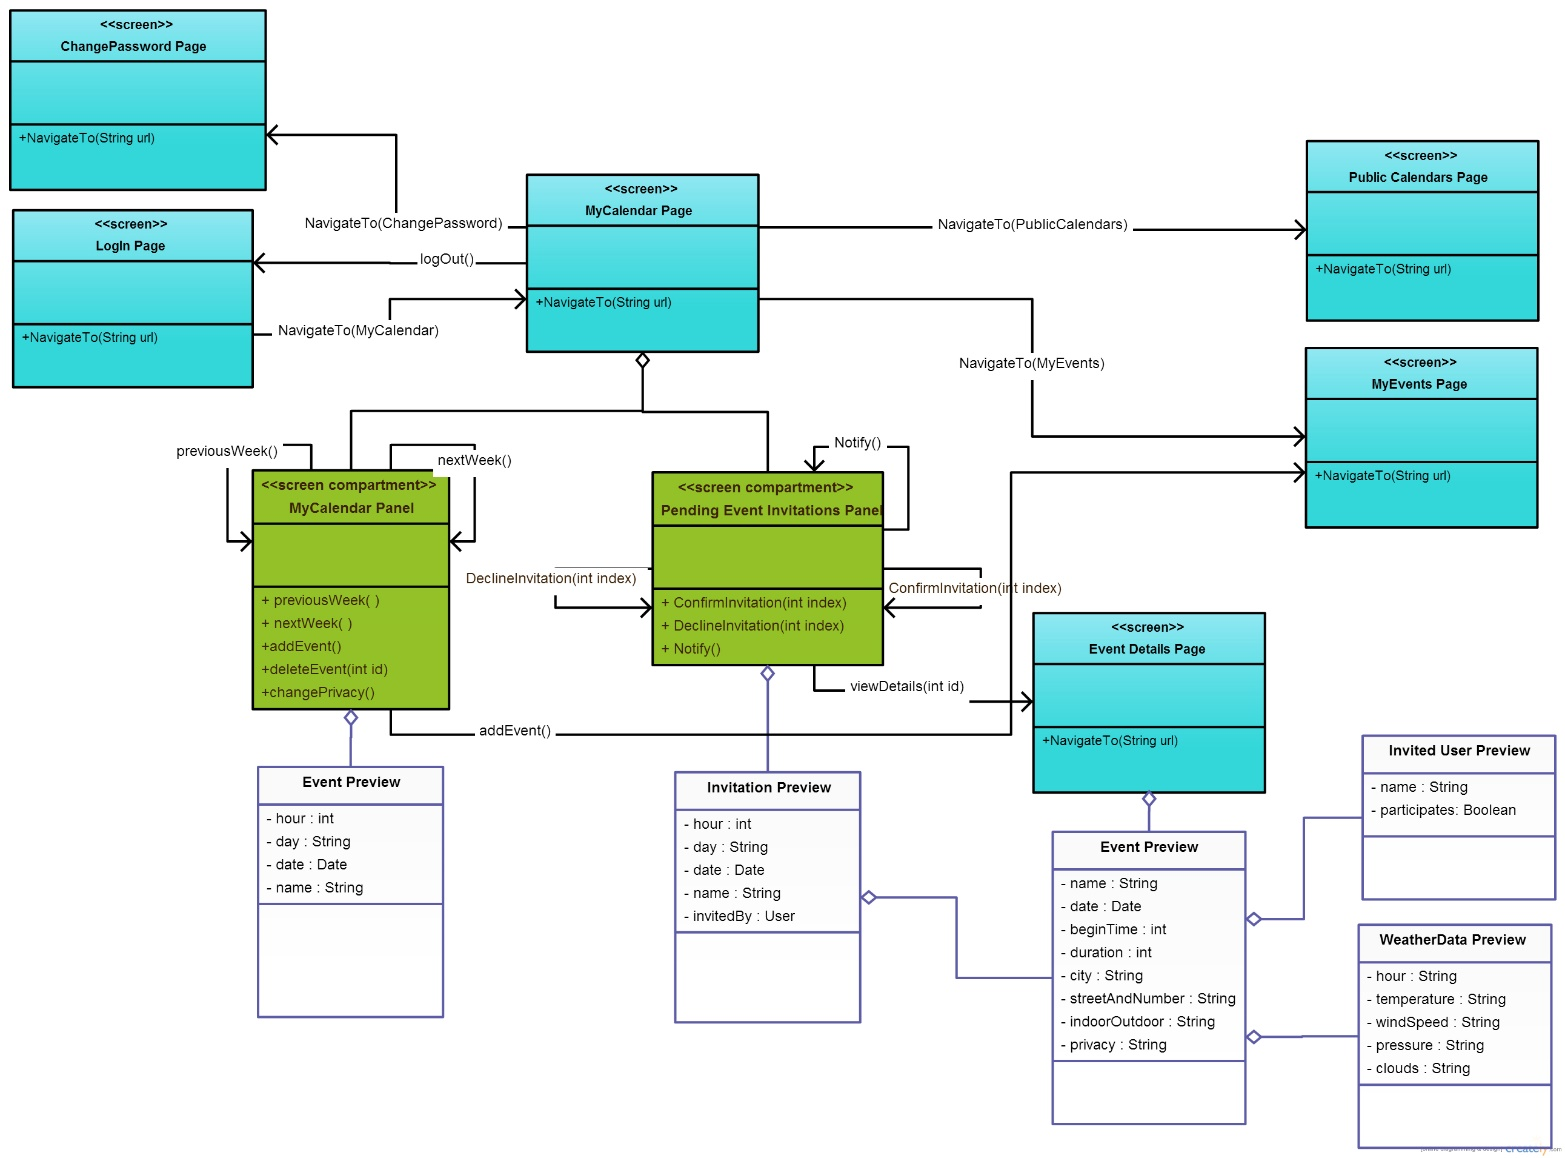 <<screen>>
ChangePassword Page
+NavigateTo(String url)
<<screen>>
LogIn Page
+NavigateTo(String url)
NavigateTo(ChangePassword)
logOut()
NavigateTo(MyCalendar)
<<screen>>
MyCalendar Page
+NavigateTo(String url)
NavigateTo(PublicCalendars)
NavigateTo(MyEvents)
<<screen>>
Public Calendars Page
+NavigateTo(String url)
<<screen>>
MyEvents Page
+NavigateTo(String url)
previousWeek()
nextWeek()
<<screen compartment>>
MyCalendar Panel
+ previousWeek( )
+ nextWeek( )
+addEvent()
+deleteEvent(int id)
+changePrivacy()
Notify()
<<screen compartment>>
Pending Event Invitations Panel
+ ConfirmInvitation(int index)
+ DeclineInvitation(int index)
+ Notify()
DeclineInvitation(int index)
ConfirmInvitation(int index)
viewDetails(int id)
addEvent()
<<screen>>
Event Details Page
+NavigateTo(String url)
Event Preview
- hour : int
- day : String
- date : Date
- name : String
Invitation Preview
- hour : int
- day : String
- date : Date
- name : String
- invitedBy : User
Event Preview
- name : String
- date : Date
- beginTime : int
- duration : int
- city : String
- streetAndNumber : String
- indoorOutdoor : String
- privacy : String
Invited User Preview
- name : String
- participates: Boolean
WeatherData Preview
- hour : String
- temperature : String
- windSpeed : String
- pressure : String
- clouds : String
creately